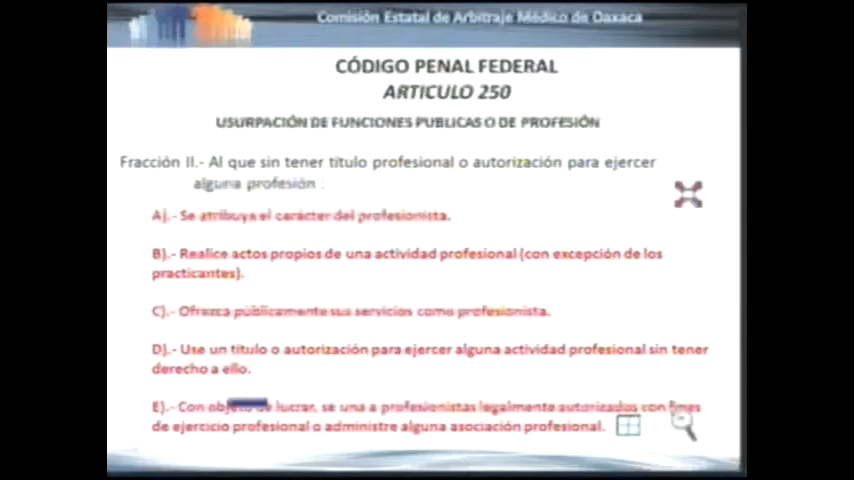 Comisión Estatal de Arbitraje Médico de Oaxaca
CÓDIGO PENAL FEDERAL
ARTICULO 250
USURPACIÓN DE FUNCIONES PUBLICAS O DE PROFESIÓN
Fracción II.- Al que sin tener título profesional o autorización para ejercer
alguna profesión :
A).- Se atribuya el carácter del profesionista.
B).- Realice actos propios de una actividad profesional (con excepción de los
practicantes).
C).- Ofrezca públicamente sus servicios como profesionista.
D).- Use un título o autorización para ejercer alguna actividad profesional sin tener
derecho a ello.
E).- Con objeto de lucrar, se una a profesionistas legalmente autorizados con fines
de ejercicio profesional o administre alguna asociación profesional.